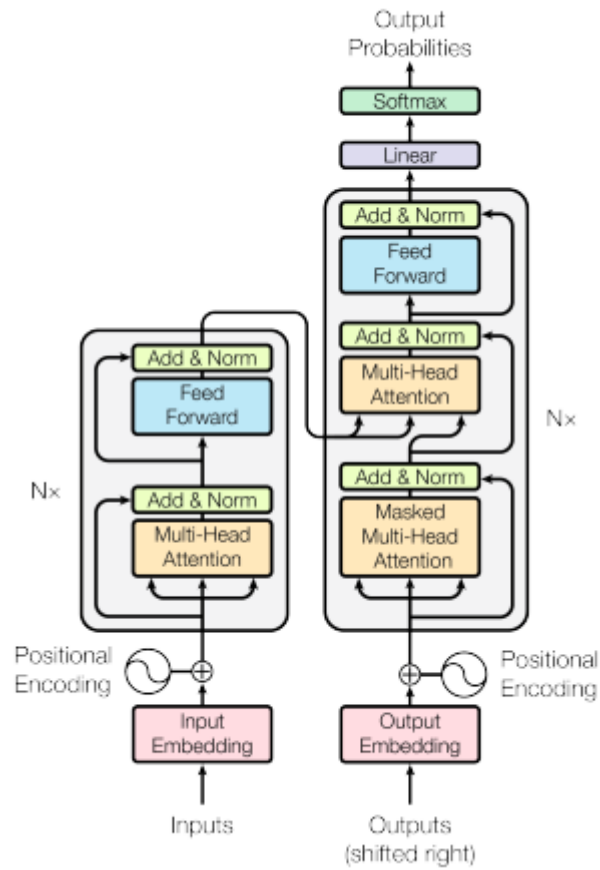 Output
Probabilities
Softmax
Linear
Add & Norm
Feed
Forward
Add & Norm
Multi-Head
Attention
Add & Norm
Masked
Multi-Head
Attention
N×
Add & Norm
Feed
Forward
Add & Norm
Multi-Head
Attention
N×
Positional
Encoding
Positional
Encoding
Input
Embedding
Output
Embedding
Inputs
Outputs
(shifted right)